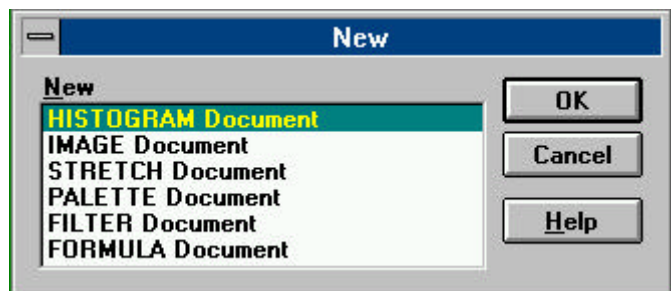 New
New
HISTOGRAM Document
IMAGE Document
STRETCH Document
PALETTE Document
FILTER Document
FORMULA Document
OK
Cancel
Help